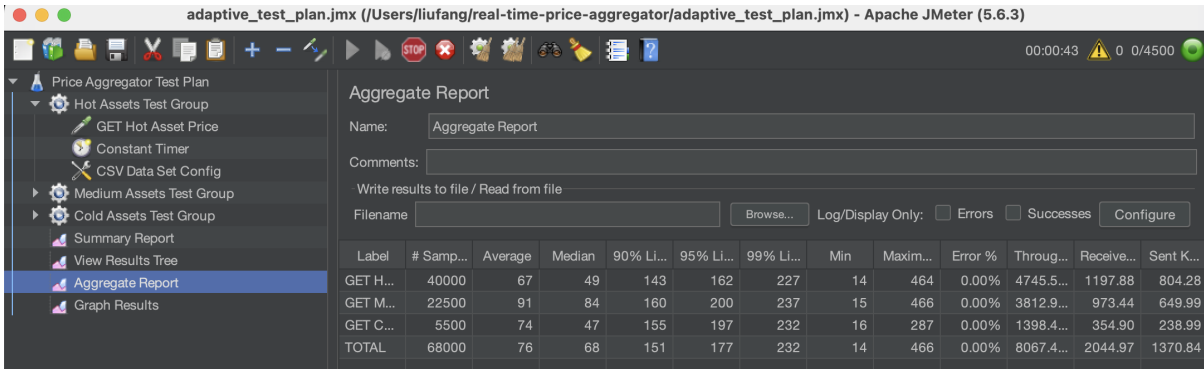 adaptive_test_plan.jmx (/Users/liufang/real-time-price-aggregator/adaptive_test_plan.jmx) - Apache JMeter (5.6.3)
STOP
?
00:00:43 0 0/4500
Price Aggregator Test Plan
Hot Assets Test Group
GET Hot Asset Price
Constant Timer
CSV Data Set Config
Medium Assets Test Group
Cold Assets Test Group
Summary Report
View Results Tree
Aggregate Report
Graph Results
Aggregate Report
Name: Aggregate Report
Comments:
Write results to file / Read from file
Filename Browse... Log/Display Only: Errors Successes Configure
Label # Samp... Average Median 90% Li... 95% Li... 99% Li... Min Maxim... Error % Throug... Receive... Sent K...
GET H... 40000 67 49 143 162 227 14 464 0.00% 4745.5... 1197.88 804.28
GET M... 22500 91 84 160 200 237 15 466 0.00% 3812.9... 973.44 649.99
GET C... 5500 74 47 155 197 232 16 287 0.00% 1398.4... 354.90 238.99
TOTAL 68000 76 68 151 177 232 14 466 0.00% 8067.4... 2044.97 1370.84